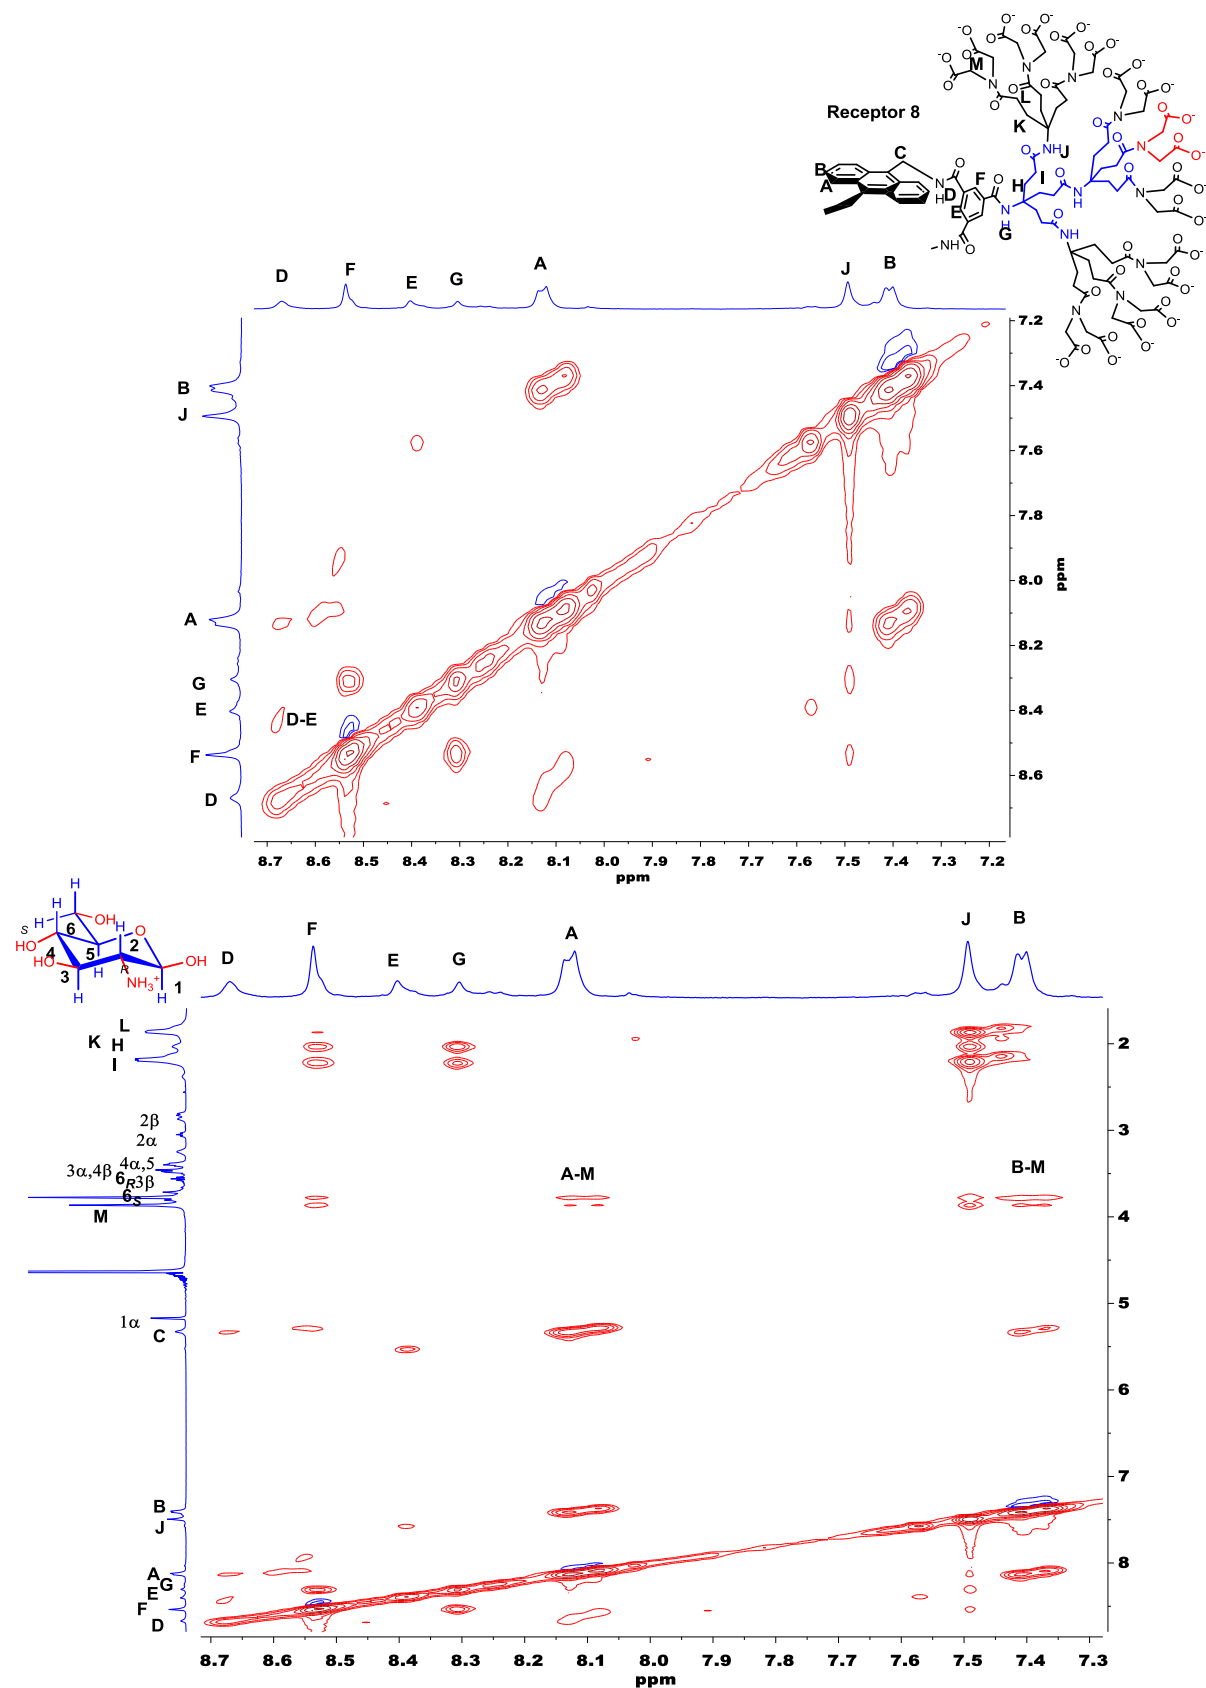 Receptor 8
O⁻ O⁻ O⁻ O⁻ O⁻ O⁻ O⁻ O⁻
M
L
K
C
B
A
N
H
D
O
F
E
O
O
NH
N
H
G
H
I
NH
J
O
N
H
NH
O⁻
D F E G A J B
B
J
A
G
E
F
D
D-E
7.2
7.4
7.6
7.8
8.0
8.2
8.4
8.6
ppm
8.7 8.6 8.5 8.4 8.3 8.2 8.1 8.0 7.9 7.8 7.7 7.6 7.5 7.4 7.3 7.2
ppm
H
H
H
OH
S
6
H
O
HO
4
5
2
HO
3
H
R
OH
NH₃⁺
H
H
1
D F E G A J B
L
K H
I
2β
2α
4α,5
3α,4β
6R3β
6S
M
1α
C
B
J
A
G
E
F
D
A-M
B-M
2
3
4
5
6
7
8
ppm
8.7 8.6 8.5 8.4 8.3 8.2 8.1 8.0 7.9 7.8 7.7 7.6 7.5 7.4 7.3
ppm